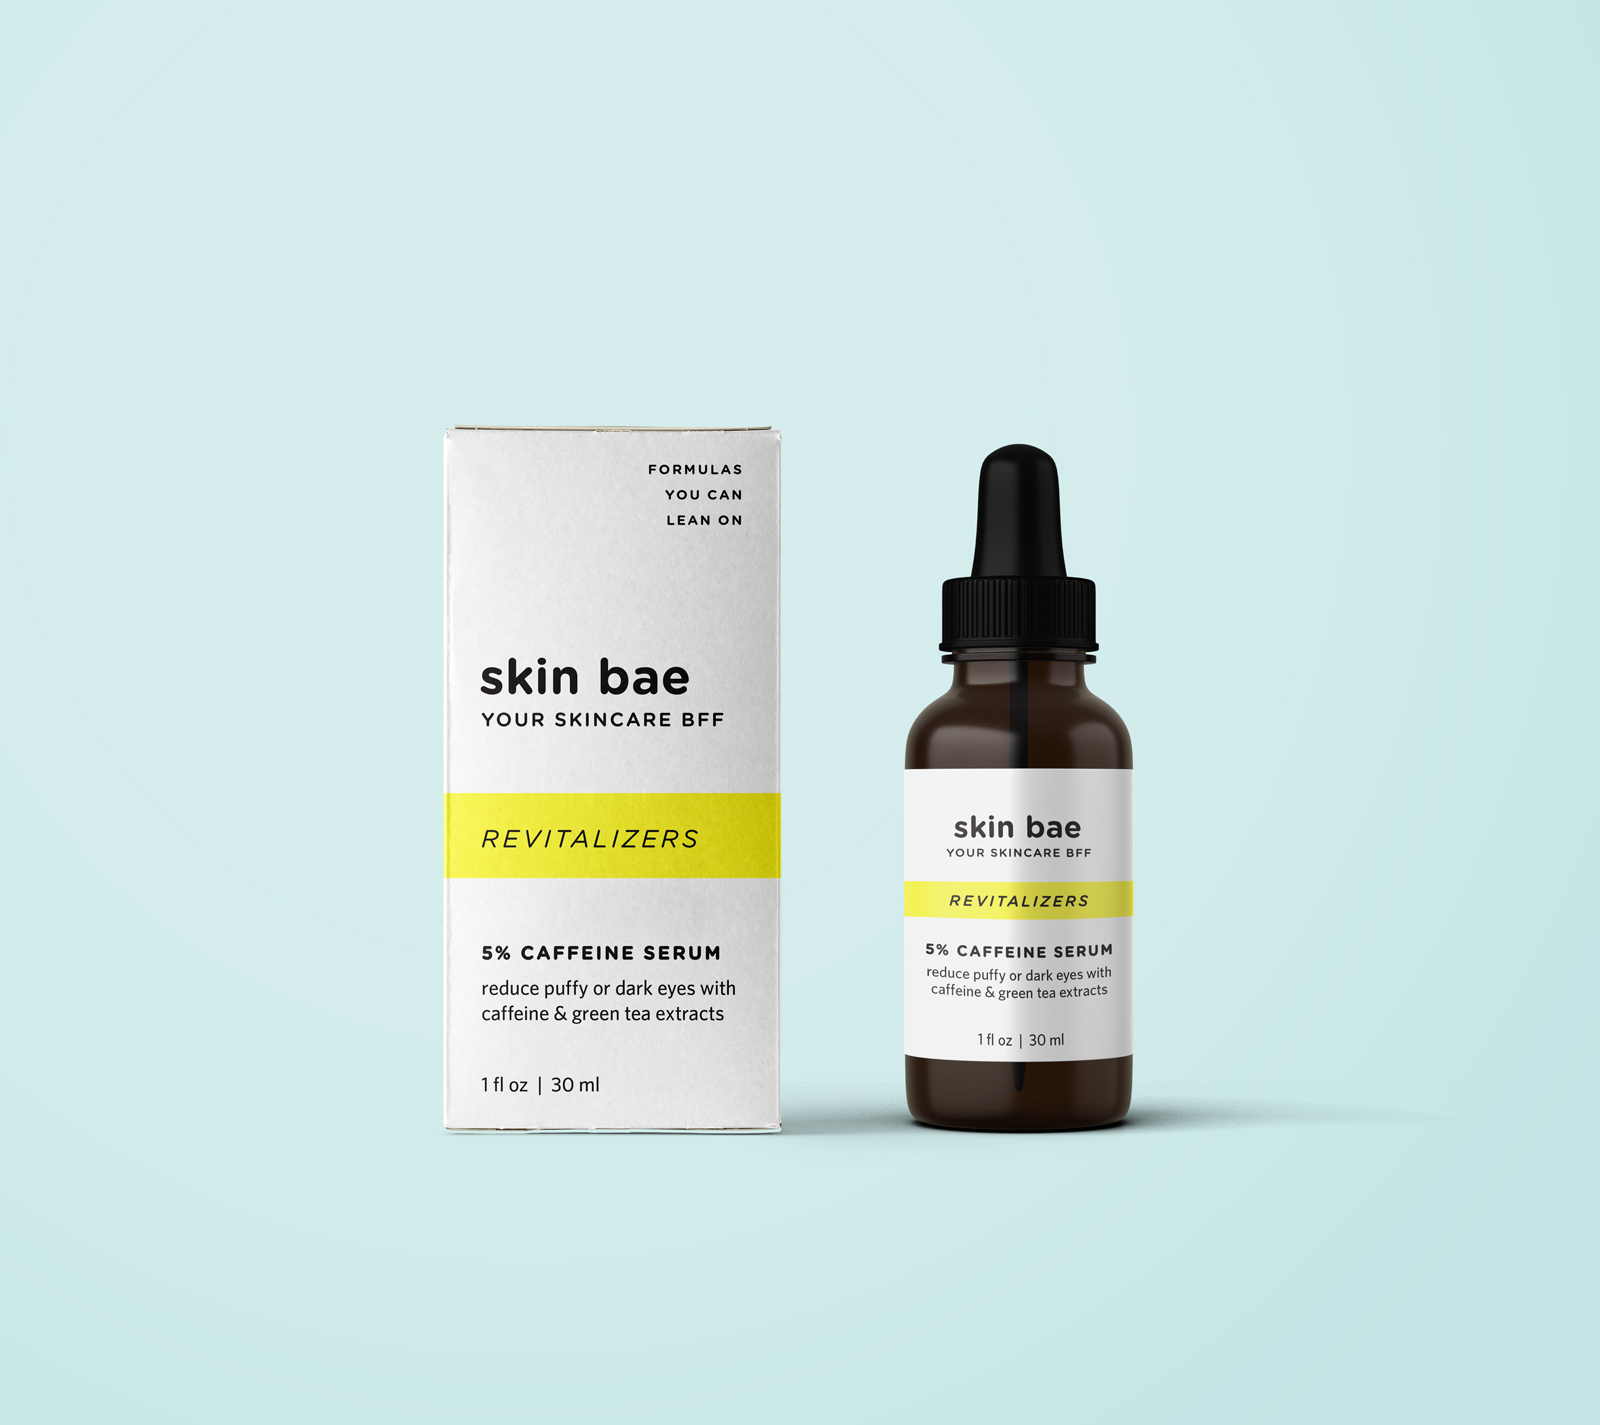 FORMULAS
YOU CAN
LEAN ON
skin bae
YOUR SKINCARE BFF
REVITALIZERS
5% CAFFEINE SERUM
reduce puffy or dark eyes with
caffeine & green tea extracts
1 fl oz | 30 ml
skin bae
YOUR SKINCARE BFF
REVITALIZERS
5% CAFFEINE SERUM
reduce puffy or dark eyes with
caffeine & green tea extracts
1 fl oz | 30 ml